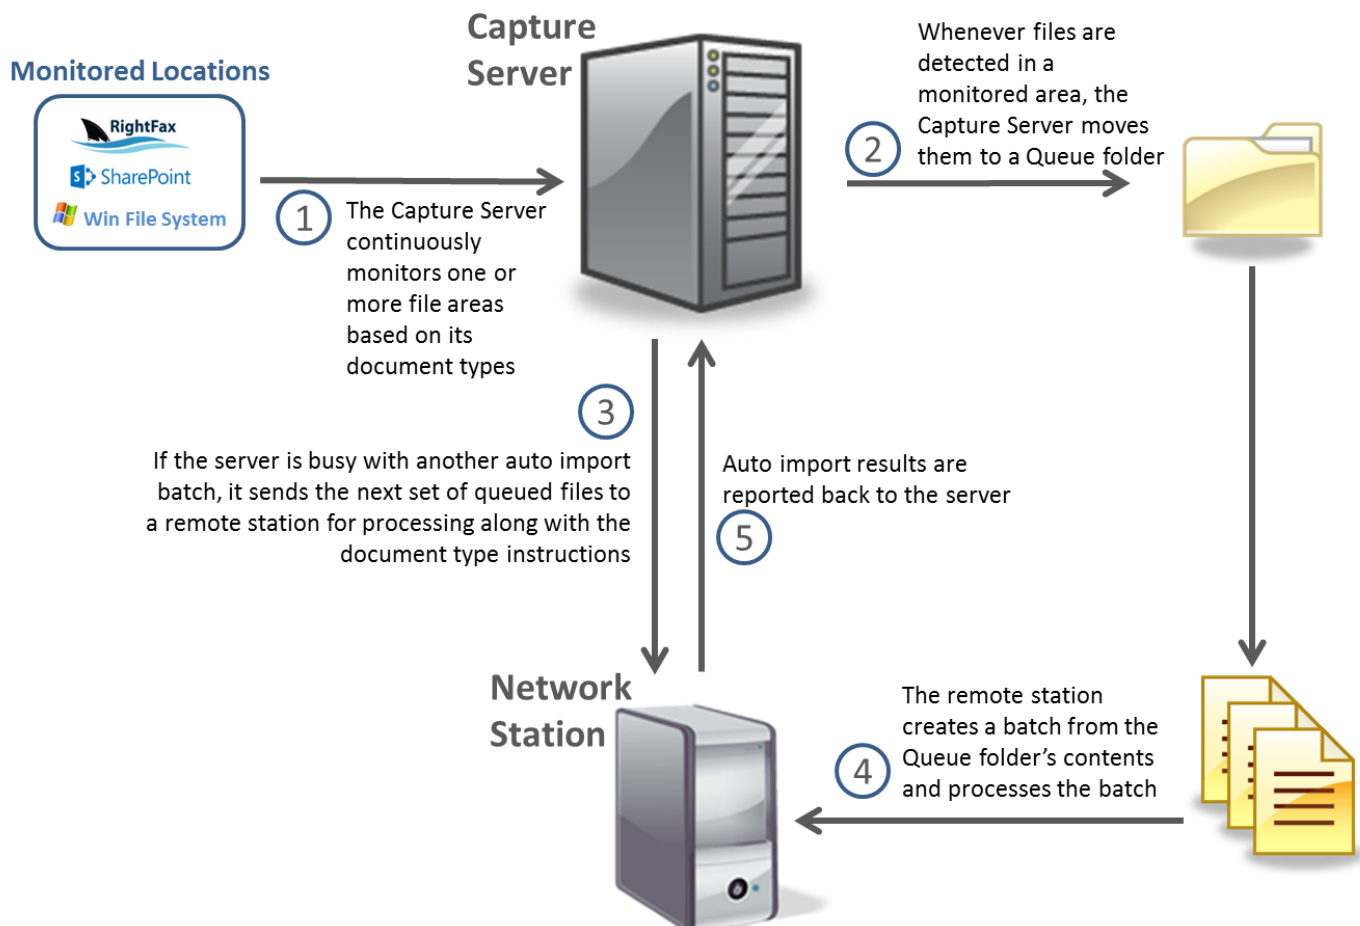 Monitored Locations
RightFax
SharePoint
Win File System
Capture
Server
1
The Capture Server
continuously
monitors one or
more file areas
based on its
document types
2
Whenever files are
detected in a
monitored area, the
Capture Server moves
them to a Queue folder
3
If the server is busy with another auto import
batch, it sends the next set of queued files to
a remote station for processing along with the
document type instructions
Auto import results are
reported back to the server
5
Network
Station
4
The remote station
creates a batch from the
Queue folder’s contents
and processes the batch